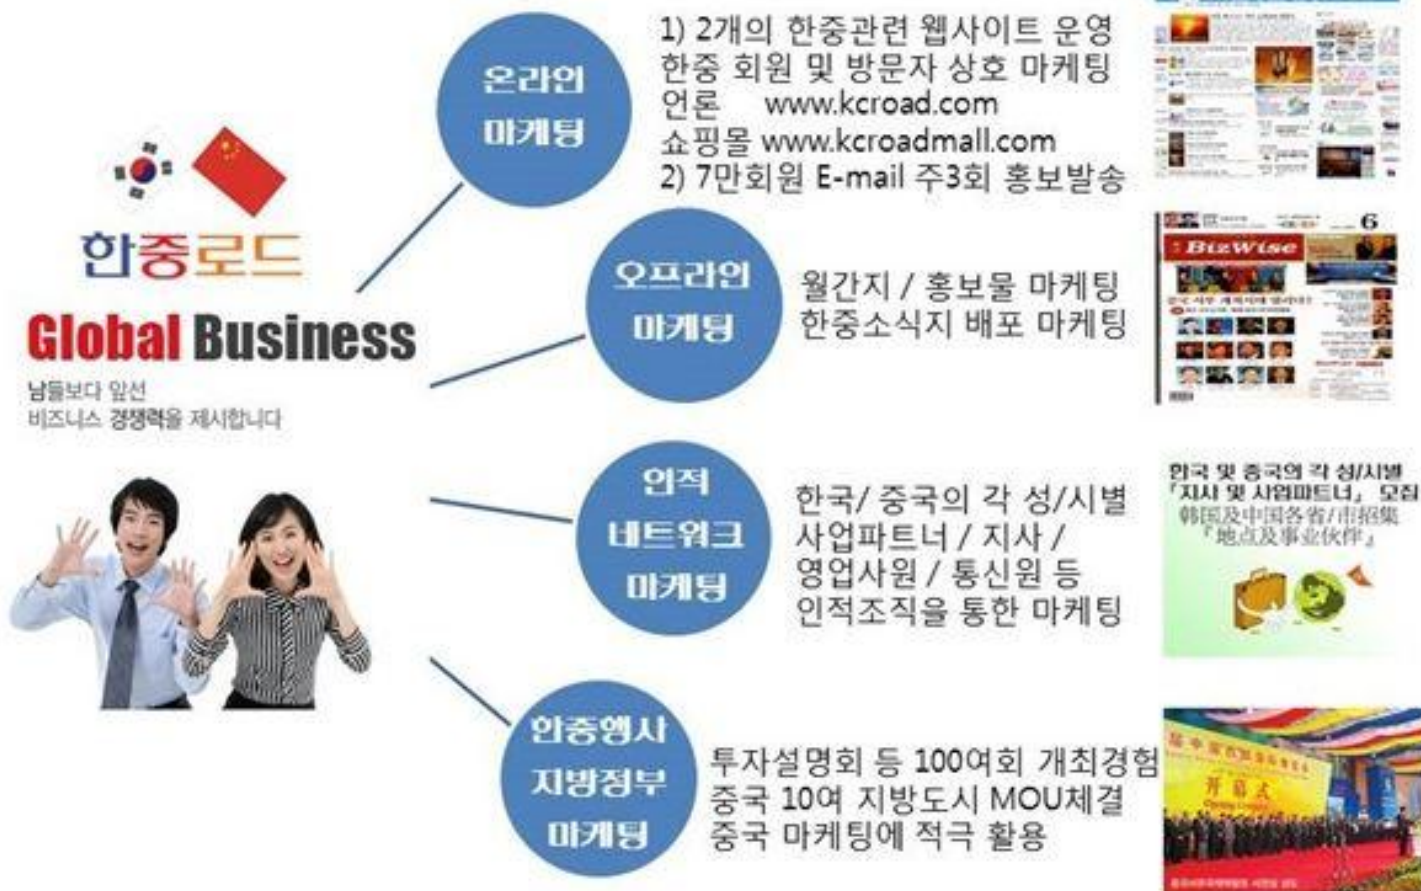 한중로드
Global Business
남들보다 앞선
비즈니스 경쟁력을 제시합니다
온라인
마케팅
1) 2개의 한중관련 웹사이트 운영
한중 회원 및 방문자 상호 마케팅
언론 www.kcroad.com
쇼핑몰 www.kcroadmall.com
2) 7만회원 E-mail 주3회 홍보발송
오프라인
마케팅
월간지 / 홍보물 마케팅
한중소식지 배포 마케팅
BizWise
6
인적
네트워크
마케팅
한국/ 중국의 각 성/시별
사업파트너 / 지사 /
영업사원 / 통신원 등
인적조직을 통한 마케팅
한국 및 중국의 각 성/시별
「지사 및 사업파트너」 모집
韩国及中国各省/市招集
『地点及事业伙伴』
한중행사
지방정부
마케팅
투자설명회 등 100여회 개최경험
중국 10여 지방도시 MOU체결
중국 마케팅에 적극 활용
开幕式